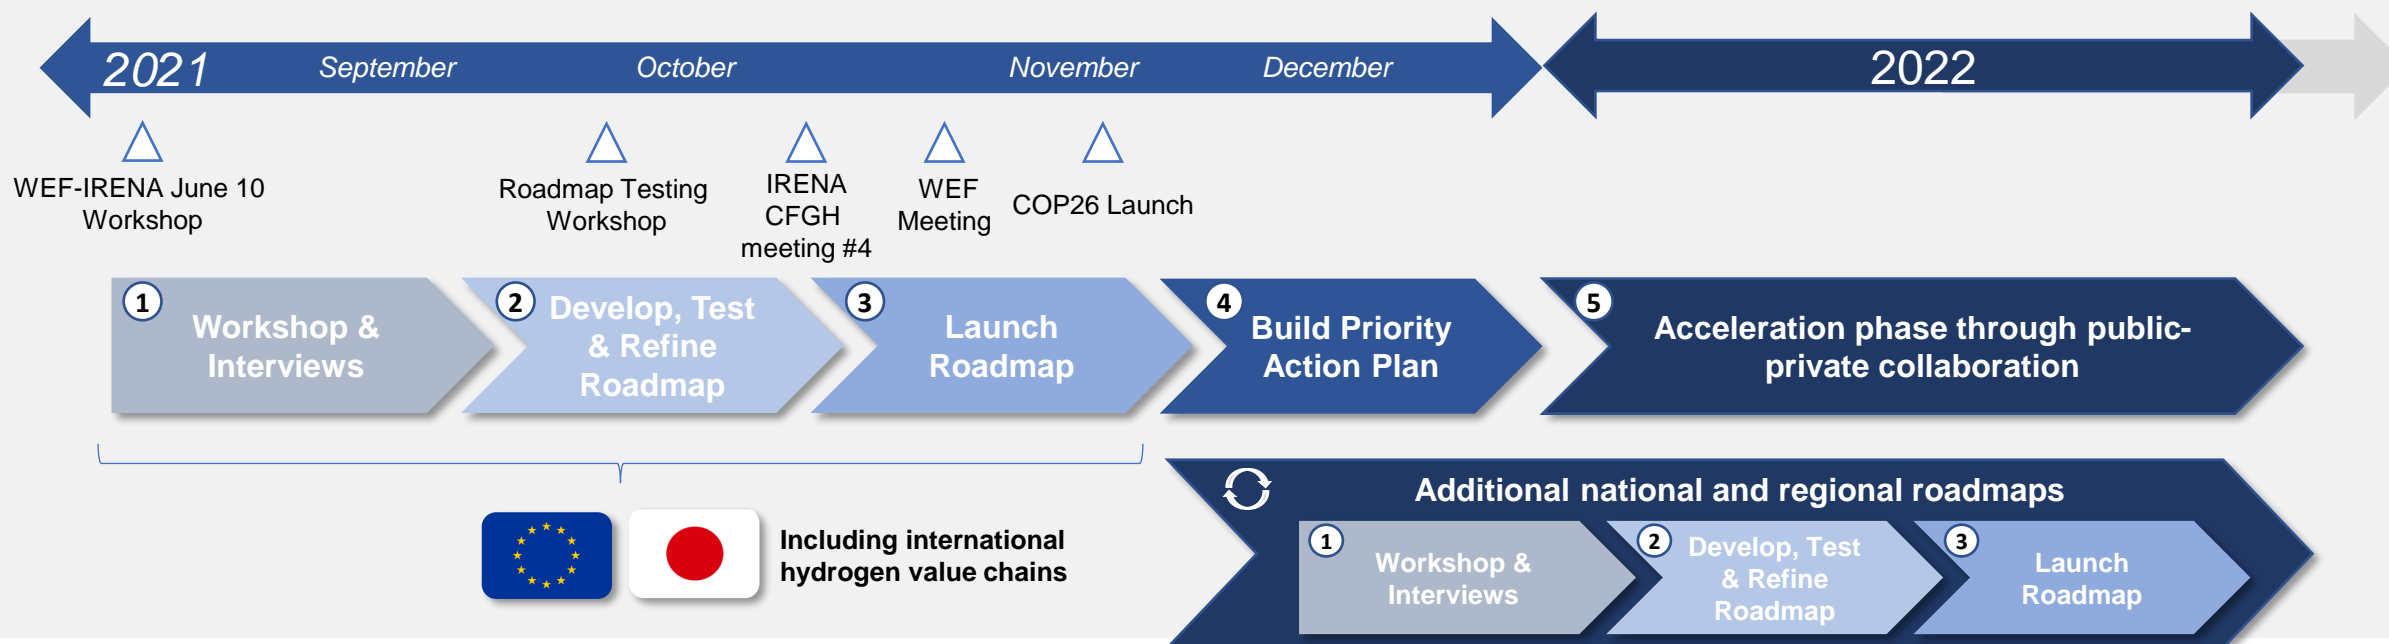 2021
September
October
November
December
2022
WEF-IRENA June 10
Workshop
Roadmap Testing
Workshop
IRENA
CFGH
meeting #4
WEF
Meeting
COP26 Launch
1
Workshop &
Interviews
2
Develop, Test
& Refine
Roadmap
3
Launch
Roadmap
4
Build Priority
Action Plan
5
Acceleration phase through public-
private collaboration
Including international
hydrogen value chains
Additional national and regional roadmaps
1
Workshop &
Interviews
2
Develop, Test
& Refine
Roadmap
3
Launch
Roadmap